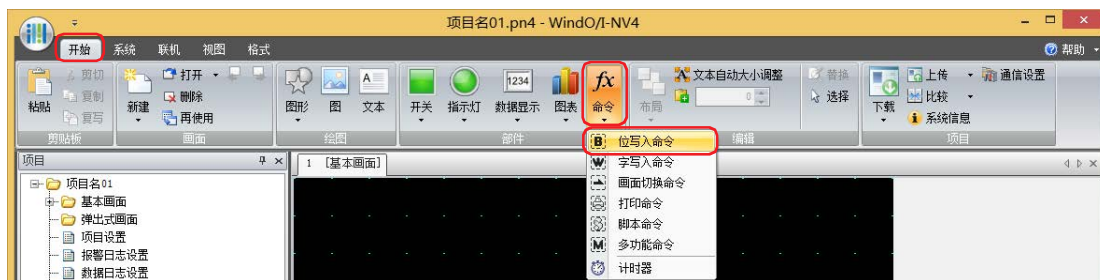 项目名01.pn4 - WindO/I-NV4
开始 系统 联机 视图 格式 帮助
粘贴 剪切 复制 复写 剪贴板
新建 打开 删除 再使用 画面
图形 图 文本 绘图
开关 指示灯 1234 数据显示 图表 fx 命令 部件
布局 文本自动大小调整 0 替换 选择 编辑
下载 上传 比较 系统信息 通信设置 项目
B 位写入命令
W 字写入命令
画面切换命令
打印命令
脚本命令
M 多功能命令
计时器
项目
1 [基本画面]
项目名01
基本画面
弹出式画面
项目设置
报警日志设置
数据日志设置